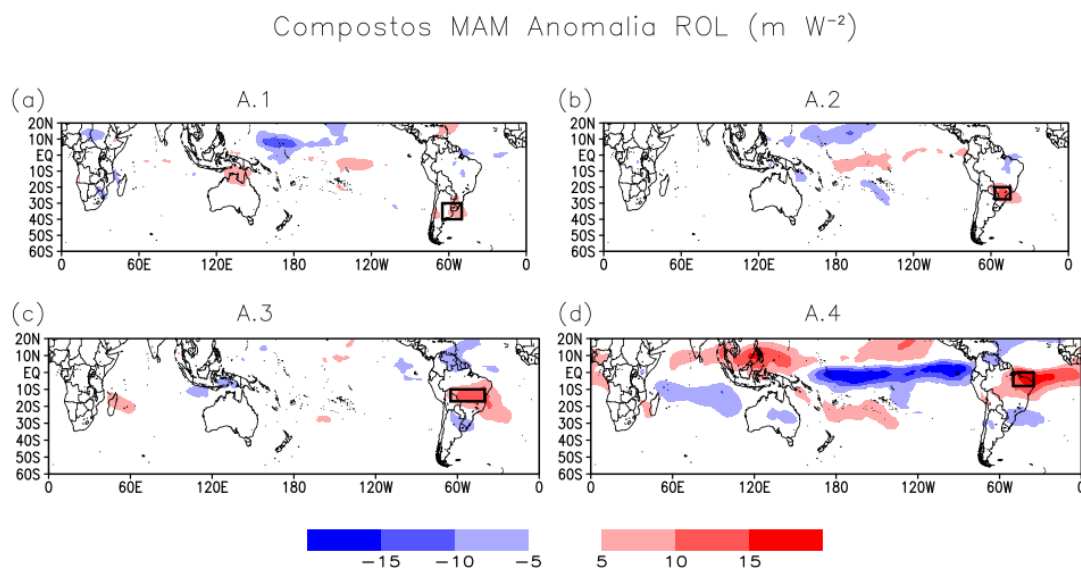 Compostos MAM Anomalia ROL (m W⁻²)
(a) A.1
20N
10N
EQ
10S
20S
30S
40S
50S
60S
0 60E 120E 180 120W 60W 0
(b) A.2
20N
10N
EQ
10S
20S
30S
40S
50S
60S
0 60E 120E 180 120W 60W 0
(c) A.3
20N
10N
EQ
10S
20S
30S
40S
50S
60S
0 60E 120E 180 120W 60W 0
(d) A.4
20N
10N
EQ
10S
20S
30S
40S
50S
60S
0 60E 120E 180 120W 60W 0
−15 −10 −5 5 10 15